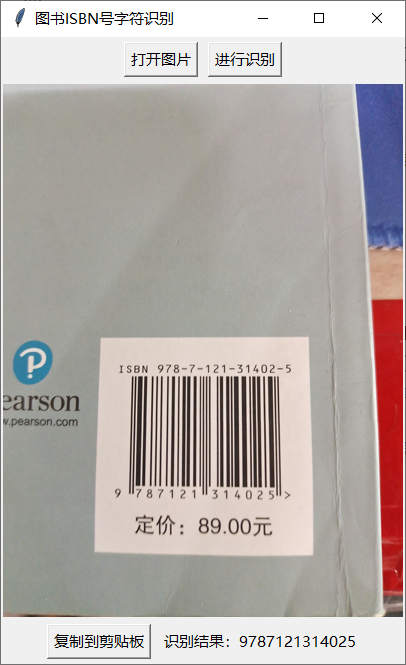 图书ISBN号字符识别
打开图片 进行识别
ISBN 978-7-121-31402-5
earson
w.pearson.com
9 787121 314025 >
定价：89.00元
复制到剪贴板 识别结果：9787121314025